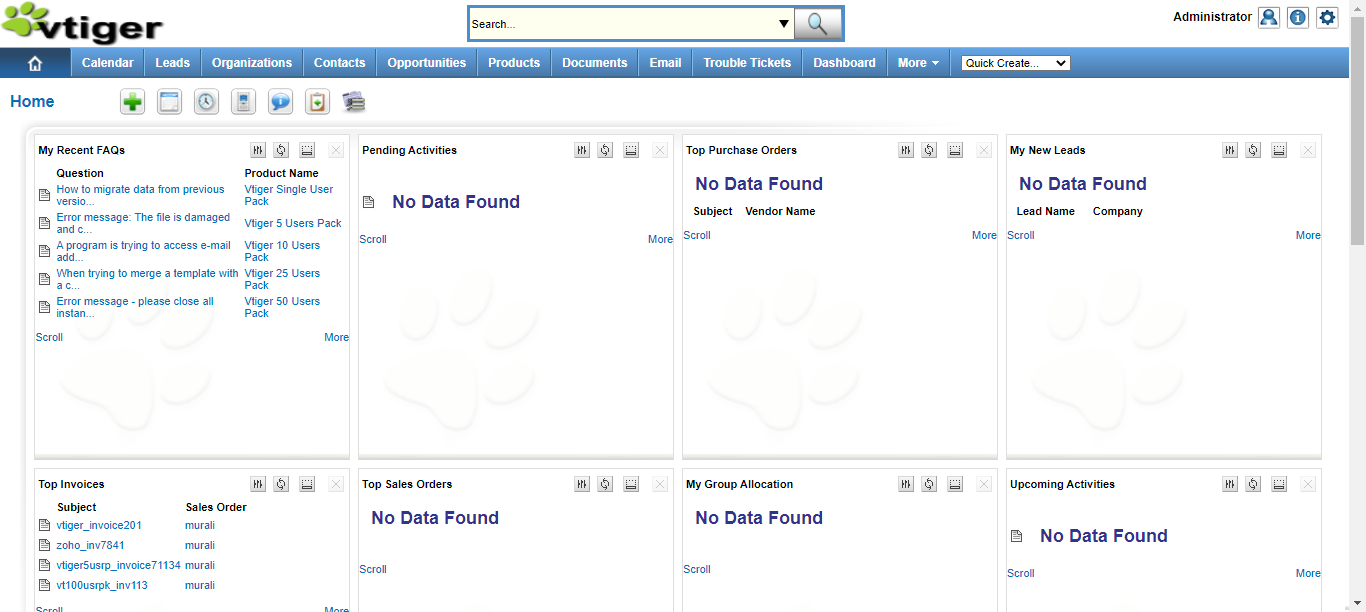 vtiger
Search...
Administrator
Calendar Leads Organizations Contacts Opportunities Products Documents Email Trouble Tickets Dashboard More Quick Create...
Home
My Recent FAQs
Question Product Name
How to migrate data from previous versio... Vtiger Single User Pack
Error message: The file is damaged and c... Vtiger 5 Users Pack
A program is trying to access e-mail add... Vtiger 10 Users Pack
When trying to merge a template with a c... Vtiger 25 Users Pack
Error message - please close all instan... Vtiger 50 Users Pack
Scroll More
Pending Activities
No Data Found
Scroll More
Top Purchase Orders
No Data Found
Subject Vendor Name
Scroll More
My New Leads
No Data Found
Lead Name Company
Scroll More
Top Invoices
Subject Sales Order
vtiger_invoice201 murali
zoho_inv7841 murali
vtiger5usrp_invoice71134 murali
vt100usrpk_inv113 murali
Scroll More
Top Sales Orders
No Data Found
Scroll
My Group Allocation
No Data Found
Scroll
Upcoming Activities
No Data Found
Scroll More